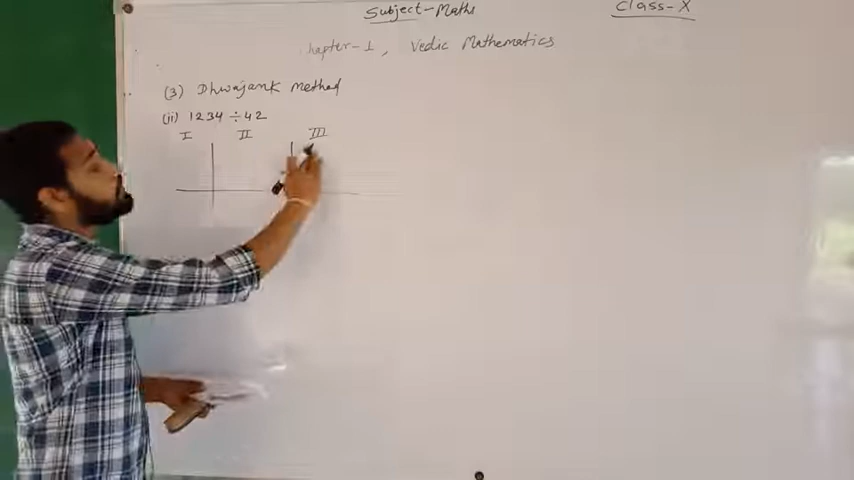 Subject-Maths
Class-X
hapter-1, Vedic Mathematics
(3) Dhwajank Method
(ii) 1234 ÷ 42
I II III